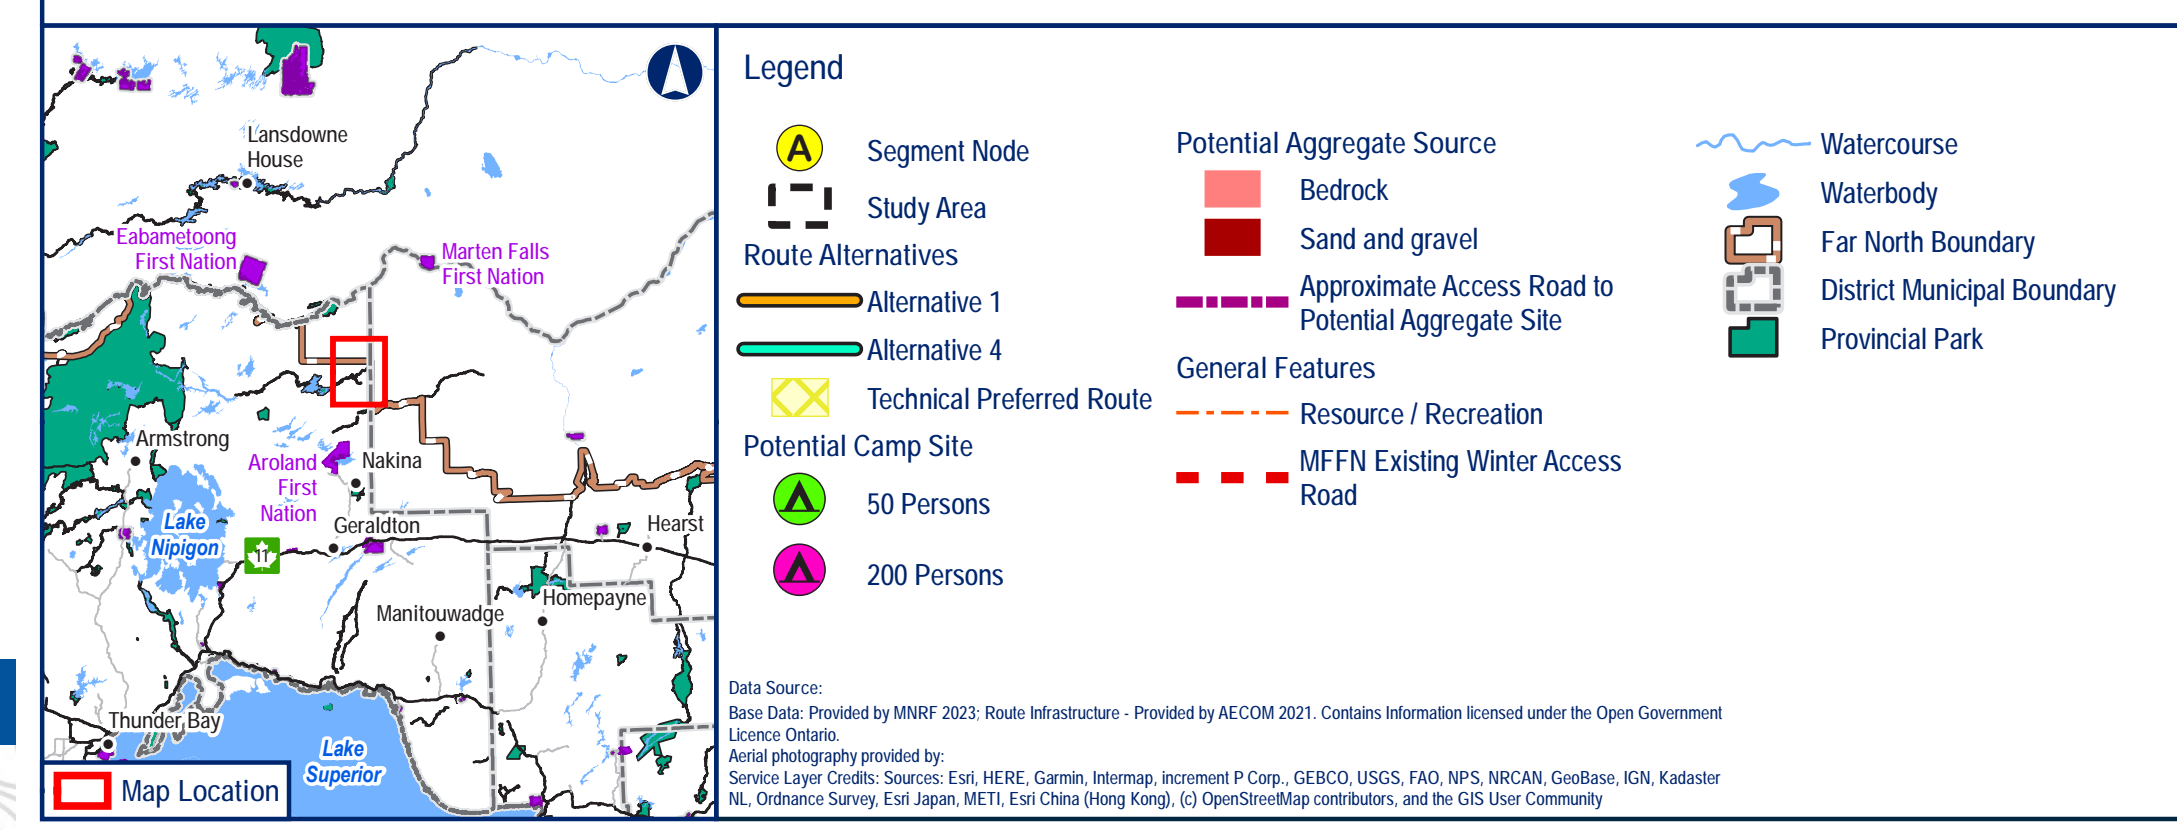 Lansdowne
House
Eabametoong
First Nation
Marten Falls
First Nation
Armstrong
Aroland
First
Nation
Nakina
Lake
Nipigon
11
Geraldton
Hearst
Manitouwadge
Homepayne
Thunder Bay
Lake
Superior
Map Location
Legend
A
Segment Node
Study Area
Route Alternatives
Alternative 1
Alternative 4
Technical Preferred Route
Potential Camp Site
50 Persons
200 Persons
Potential Aggregate Source
Bedrock
Sand and gravel
Approximate Access Road to
Potential Aggregate Site
General Features
Resource / Recreation
MFFN Existing Winter Access
Road
Watercourse
Waterbody
Far North Boundary
District Municipal Boundary
Provincial Park
Data Source:
Base Data: Provided by MNRF 2023; Route Infrastructure - Provided by AECOM 2021. Contains Information licensed under the Open Government
Licence Ontario.
Aerial photography provided by:
Service Layer Credits: Sources: Esri, HERE, Garmin, Intermap, increment P Corp., GEBCO, USGS, FAO, NPS, NRCAN, GeoBase, IGN, Kadaster
NL, Ordnance Survey, Esri Japan, METI, Esri China (Hong Kong), (c) OpenStreetMap contributors, and the GIS User Community